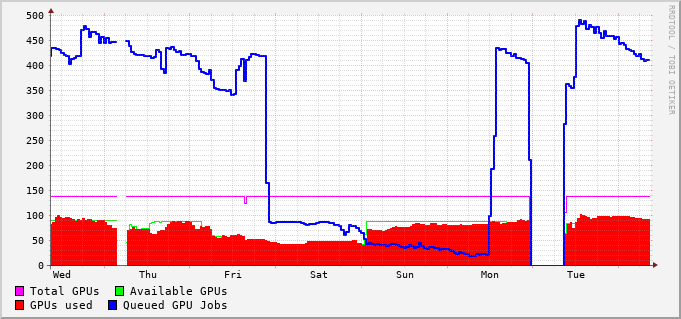 500
450
400
350
300
250
200
150
100
50
0
Wed Thu Fri Sat Sun Mon Tue
Total GPUs Available GPUs
GPUs used Queued GPU Jobs
RRDTOOL / TOBI OETIKER